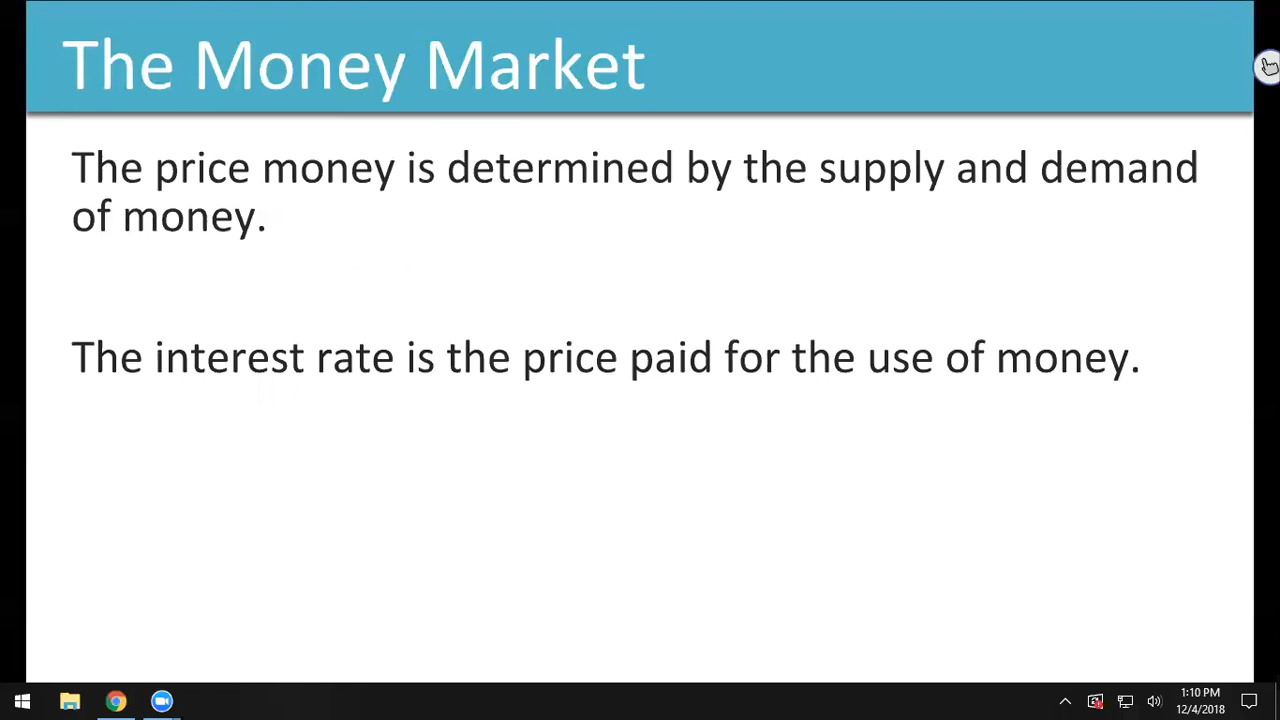 The Money Market
The price money is determined by the supply and demand
of money.
The interest rate is the price paid for the use of money.
1:10 PM
12/4/2018